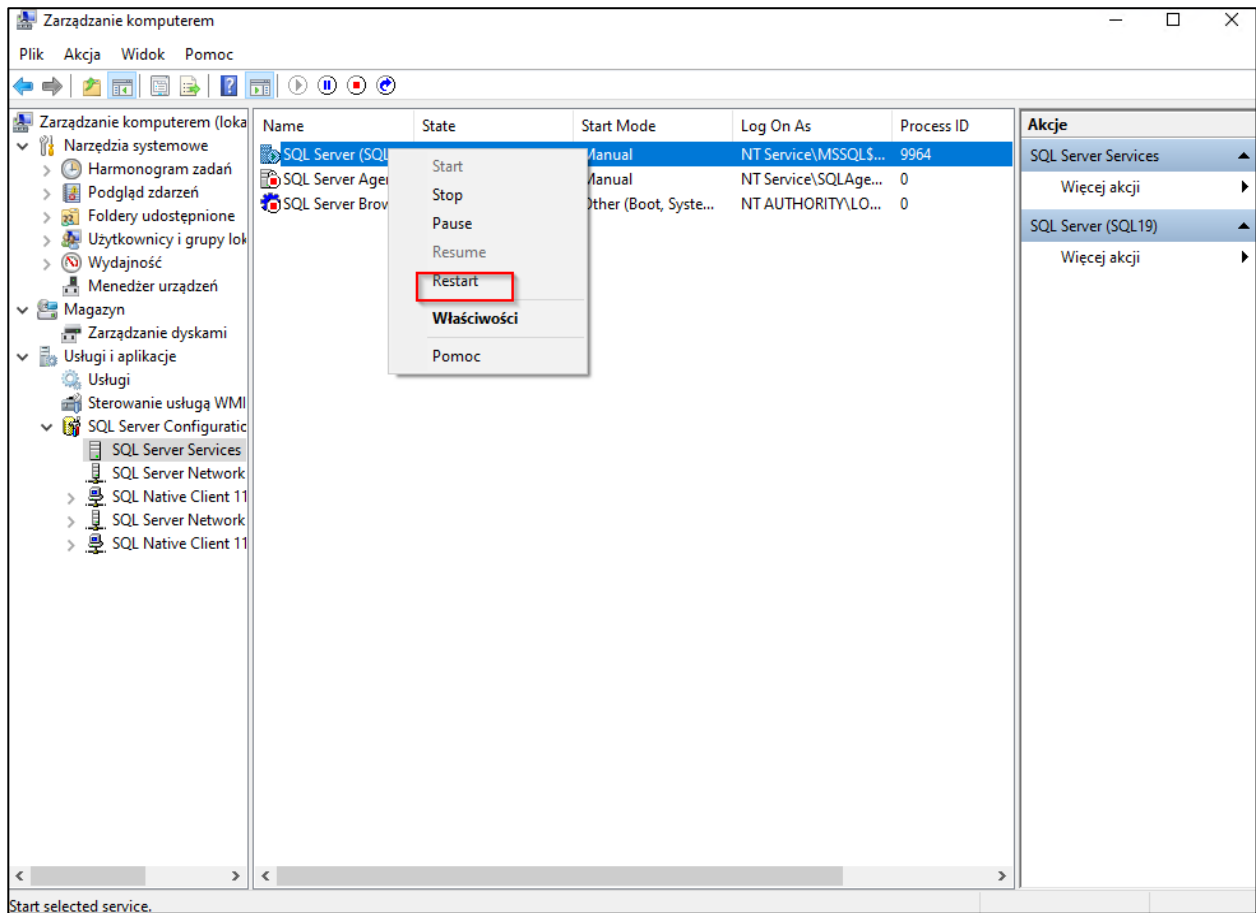 Zarządzanie komputerem
Plik Akcja Widok Pomoc
Zarządzanie komputerem (loka
Narzędzia systemowe
Harmonogram zadań
Podgląd zdarzeń
Foldery udostępnione
Użytkownicy i grupy lok
Wydajność
Menedżer urządzeń
Magazyn
Zarządzanie dyskami
Usługi i aplikacje
Usługi
Sterowanie usługą WMI
SQL Server Configuratic
SQL Server Services
SQL Server Network
SQL Native Client 11
SQL Server Network
SQL Native Client 11
Name State Start Mode Log On As Process ID
SQL Server (SQL Manual NT Service\MSSQL$... 9964
SQL Server Ager Manual NT Service\SQLAge... 0
SQL Server Brow Other (Boot, Syste... NT AUTHORITY\LO... 0
Start
Stop
Pause
Resume
Restart
Właściwości
Pomoc
Akcje
SQL Server Services
Więcej akcji
SQL Server (SQL19)
Więcej akcji
Start selected service.